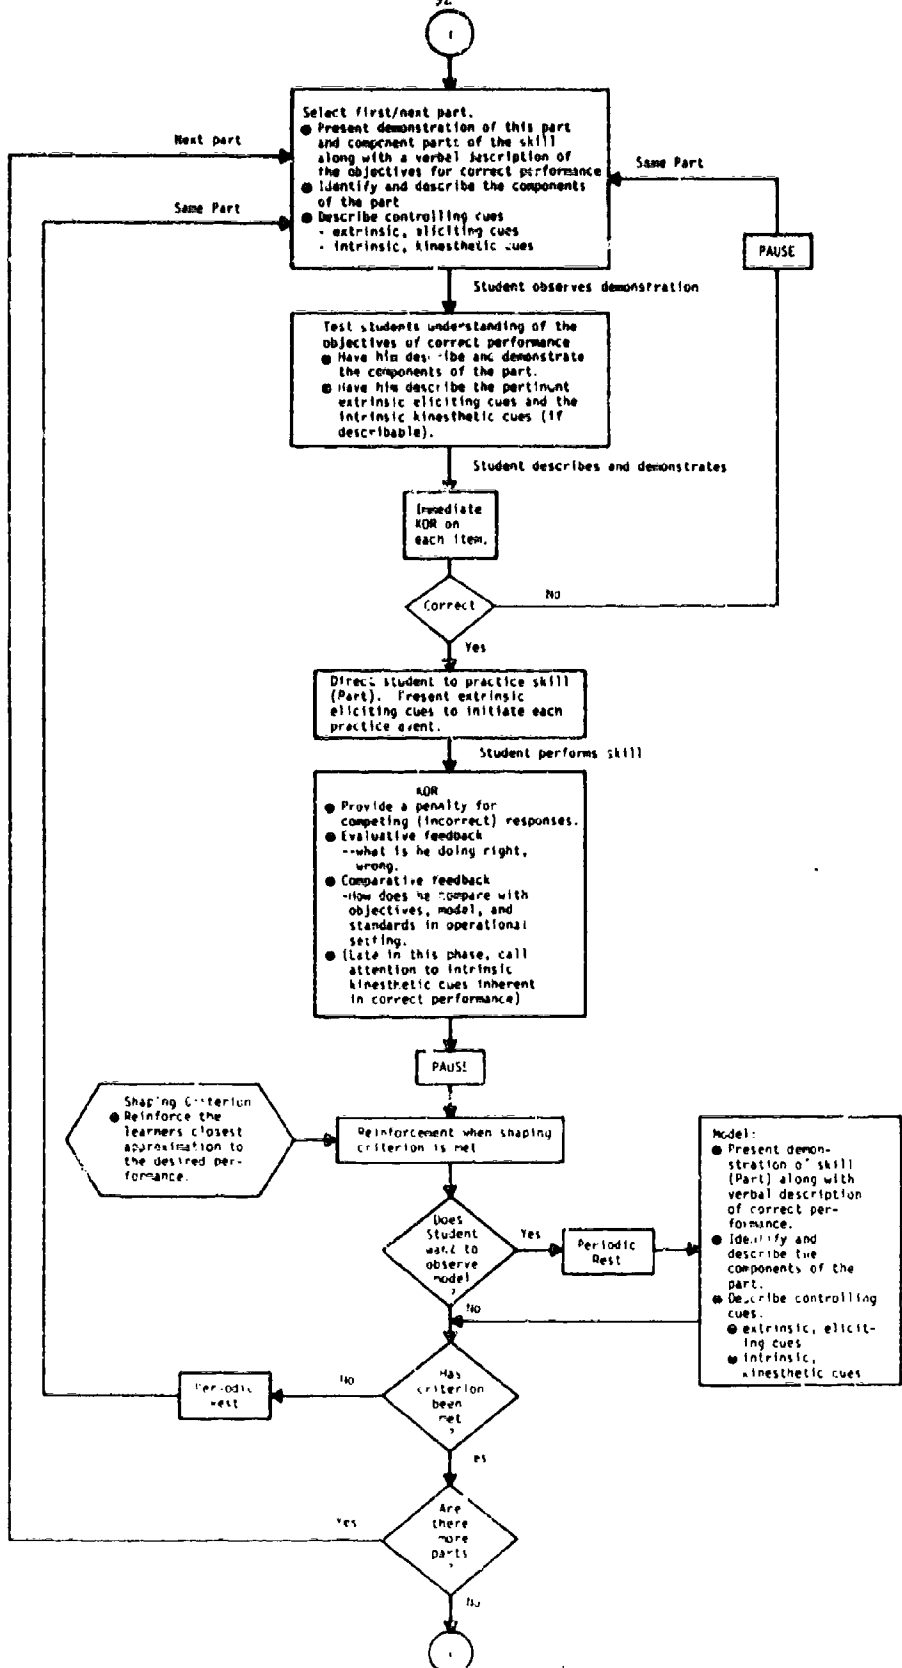 92
1
Select first/next part.
● Present demonstration of this part
and component parts of the skill
along with a verbal description of
the objectives for correct performance
● Identify and describe the components
of the part
● Describe controlling cues
- extrinsic, eliciting cues
- intrinsic, kinesthetic cues
Next part
Same Part
Same Part
PAUSE
Student observes demonstration
Test students understanding of the
objectives of correct performance
● Have him describe and demonstrate
the components of the part.
● Have him describe the pertinunt
extrinsic eliciting cues and the
intrinsic kinesthetic cues (if
describable).
Student describes and demonstrates
Immediate
KOR on
each item.
Correct
No
Yes
Direct student to practice skill
(Part). Present extrinsic
eliciting cues to initiate each
practice event.
Student performs skill
KOR
● Provide a penalty for
competing (incorrect) responses.
● Evaluative feedback
--what is he doing right,
wrong.
● Comparative feedback
-How does he compare with
objectives, model, and
standards in operational
setting.
● (Late in this phase, call
attention to intrinsic
kinesthetic cues inherent
in correct performance)
PAUSE
Shaping Criterion
● Reinforce the
learners closest
approximation to
the desired per-
formance.
Reinforcement when shaping
criterion is met
Does
Student
want to
observe
model
?
Yes
Periodic
Rest
Model:
● Present demon-
stration of skill
(Part) along with
verbal description
of correct per-
formance.
● Identify and
describe the
components of the
part.
● Describe controlling
cues.
● extrinsic, elicit-
ing cues
● intrinsic,
kinesthetic cues
No
Has
criterion
been
met
?
No
Periodic
Rest
Yes
Are
there
more
parts
?
Yes
No